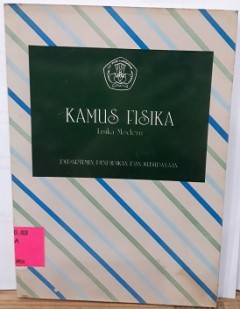 KAMUS FISIKA
Fisika Modern
DEPARTEMEN PENDIDIKAN DAN KEBUDAYAAN